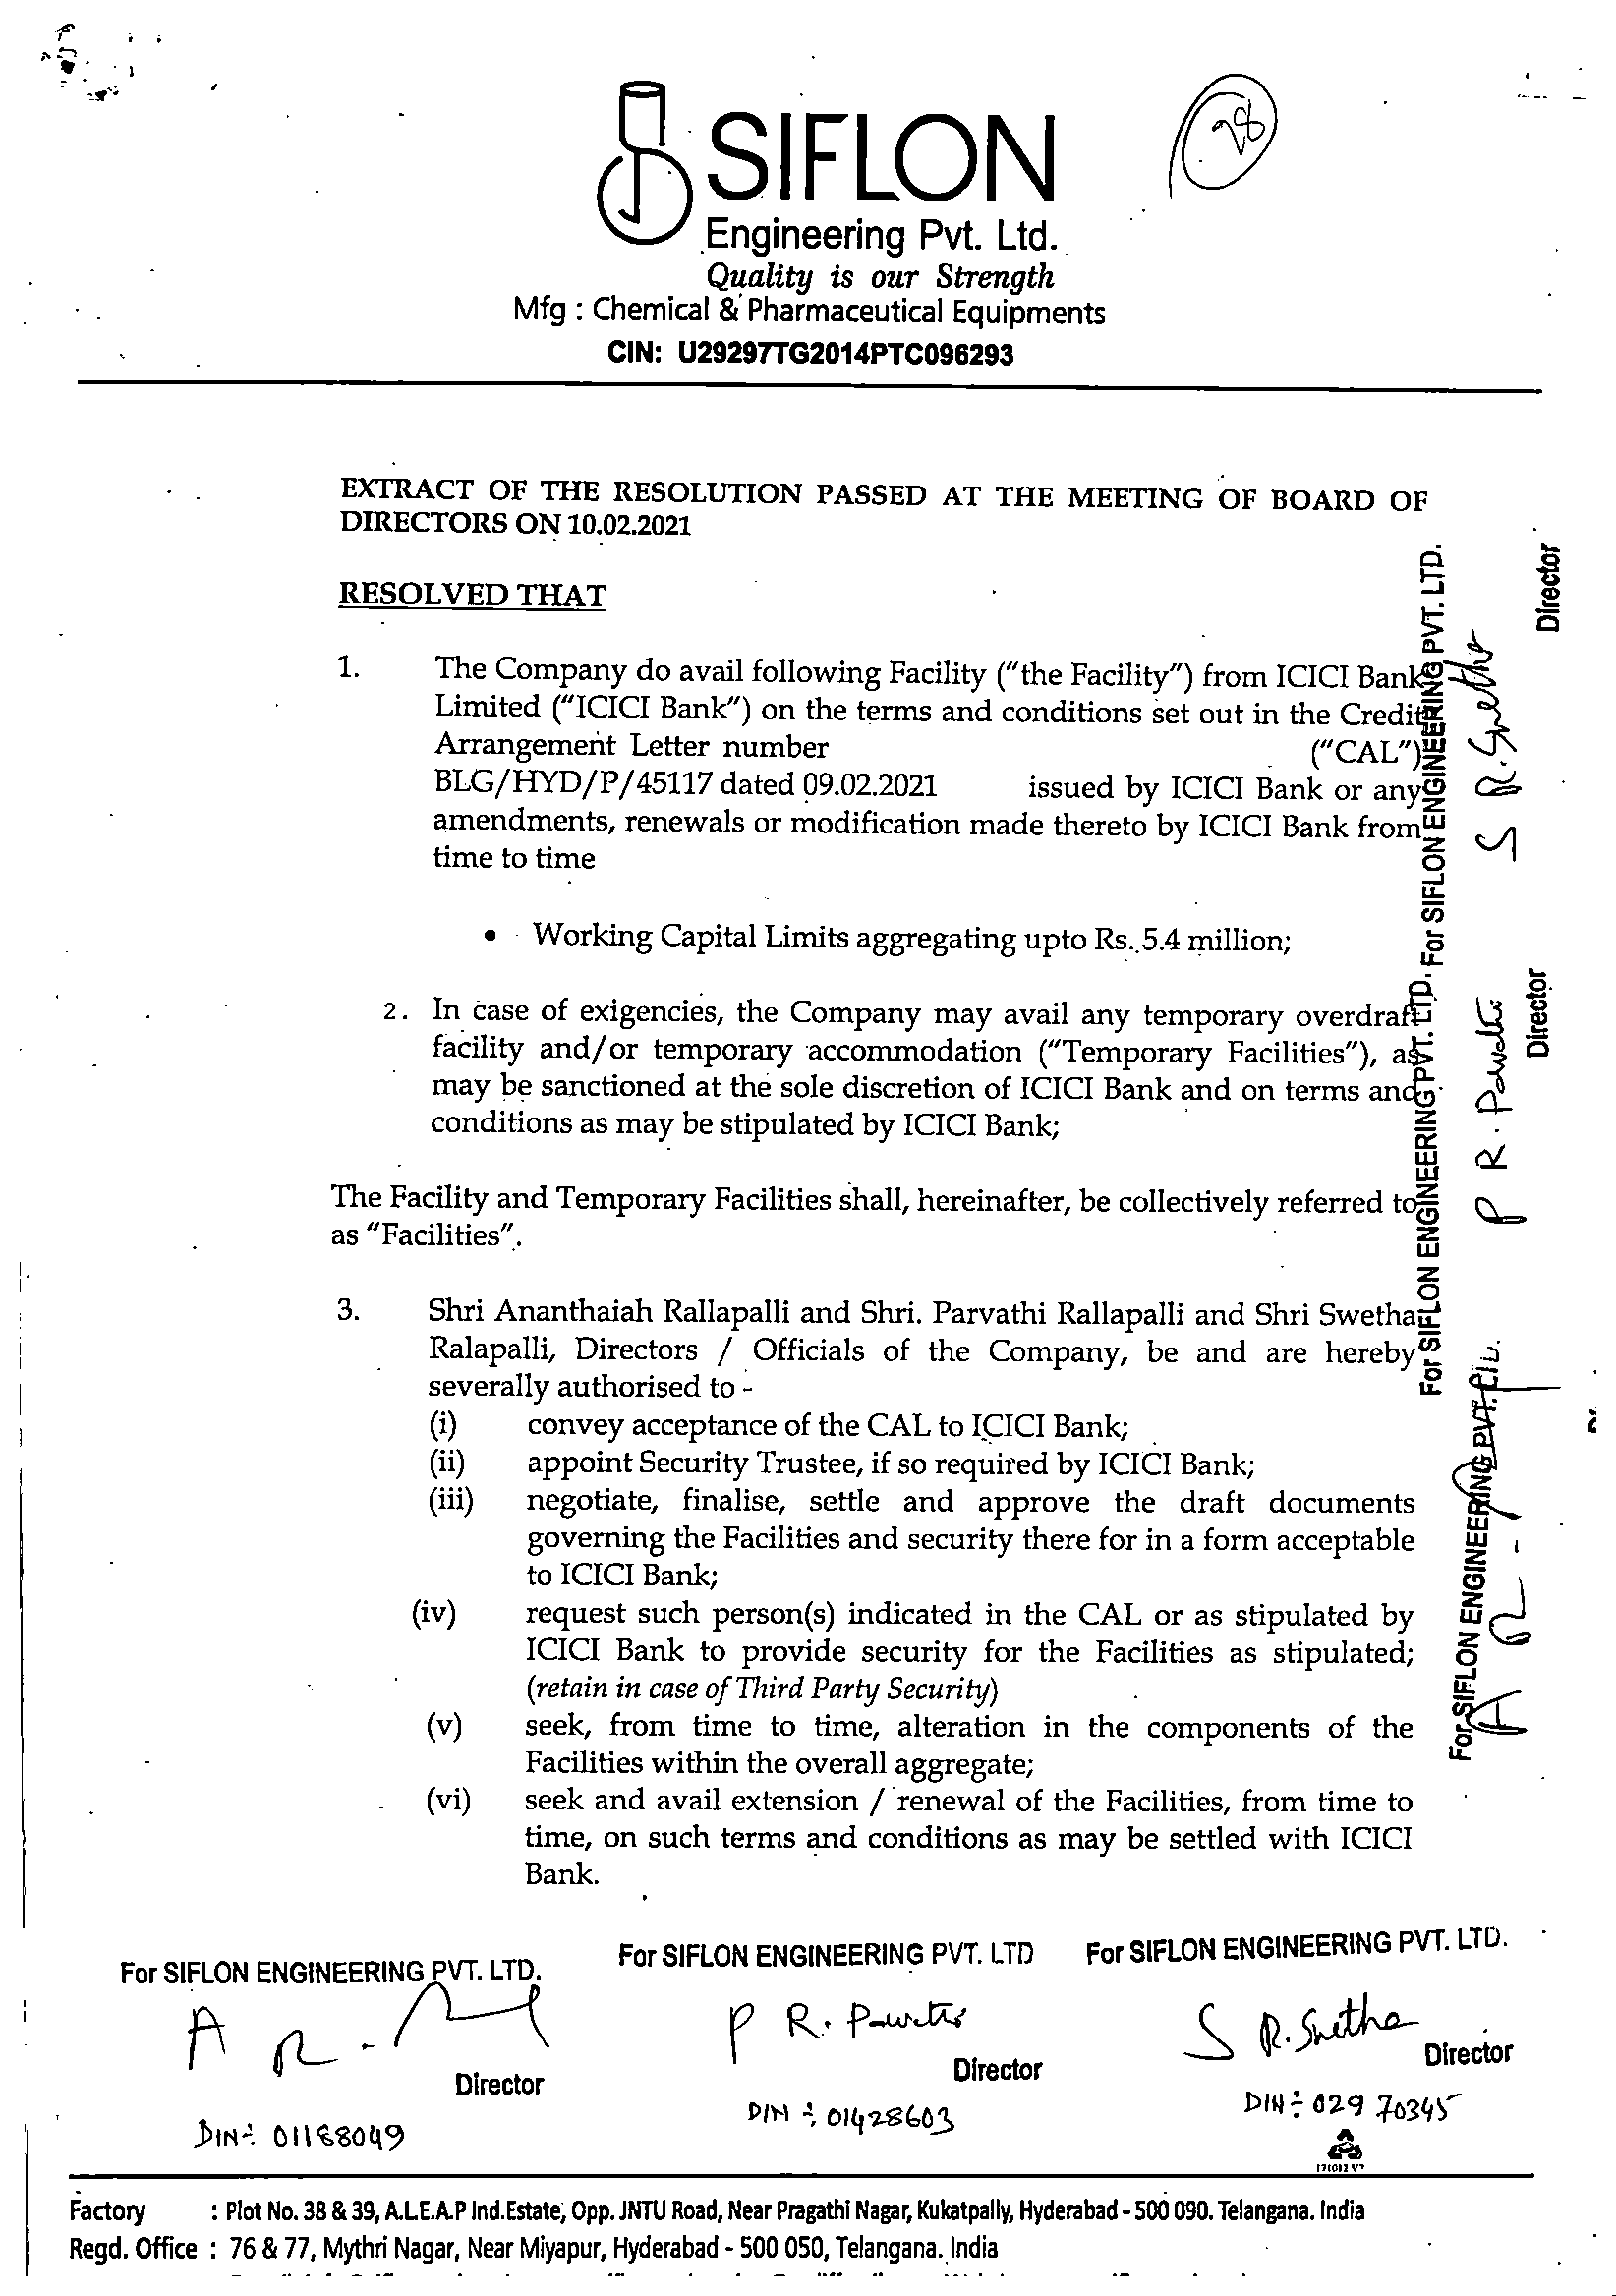 28
SIFLON
Engineering Pvt. Ltd.
Quality is our Strength
Mfg : Chemical & Pharmaceutical Equipments
CIN: U29297TG2014PTC096293
EXTRACT OF THE RESOLUTION PASSED AT THE MEETING OF BOARD OF
DIRECTORS ON 10.02.2021
RESOLVED THAT
1. The Company do avail following Facility ("the Facility") from ICICI Bank
Limited ("ICICI Bank") on the terms and conditions set out in the Credit
Arrangement Letter number ("CAL")
BLG/HYD/P/45117 dated 09.02.2021 issued by ICICI Bank or any
amendments, renewals or modification made thereto by ICICI Bank from
time to time
• Working Capital Limits aggregating upto Rs. 5.4 million;
2. In case of exigencies, the Company may avail any temporary overdraft
facility and/or temporary accommodation ("Temporary Facilities"), as
may be sanctioned at the sole discretion of ICICI Bank and on terms and
conditions as may be stipulated by ICICI Bank;
The Facility and Temporary Facilities shall, hereinafter, be collectively referred to
as "Facilities".
3. Shri Ananthaiah Rallapalli and Shri. Parvathi Rallapalli and Shri Swetha
Ralapalli, Directors / Officials of the Company, be and are hereby
severally authorised to -
(i) convey acceptance of the CAL to ICICI Bank;
(ii) appoint Security Trustee, if so required by ICICI Bank;
(iii) negotiate, finalise, settle and approve the draft documents
governing the Facilities and security there for in a form acceptable
to ICICI Bank;
(iv) request such person(s) indicated in the CAL or as stipulated by
ICICI Bank to provide security for the Facilities as stipulated;
(retain in case of Third Party Security)
(v) seek, from time to time, alteration in the components of the
Facilities within the overall aggregate;
(vi) seek and avail extension / renewal of the Facilities, from time to
time, on such terms and conditions as may be settled with ICICI
Bank.
For SIFLON ENGINEERING PVT. LTD.
S R. Swetha
Director
For SIFLON ENGINEERING PVT. LTD.
P R. Parvathi
Director
For SIFLON ENGINEERING PVT. LTD.
A R.
For SIFLON ENGINEERING PVT. LTD. For SIFLON ENGINEERING PVT. LTD For SIFLON ENGINEERING PVT. LTD.
A R. P R. Parvathi S R. Swetha
Director Director Director
DIN: 01188049 DIN : 01428603 DIN: 02970345
Factory : Plot No. 38 & 39, A.L.E.A.P Ind.Estate, Opp. JNTU Road, Near Pragathi Nagar, Kukatpally, Hyderabad - 500 090. Telangana. India
Regd. Office : 76 & 77, Mythri Nagar, Near Miyapur, Hyderabad - 500 050, Telangana. India